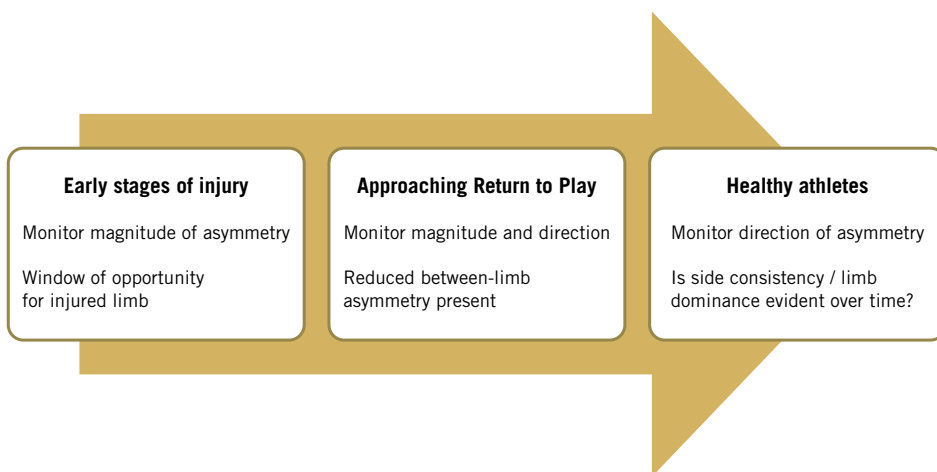 Early stages of injury
Monitor magnitude of asymmetry
Window of opportunity
for injured limb
Approaching Return to Play
Monitor magnitude and direction
Reduced between-limb
asymmetry present
Healthy athletes
Monitor direction of asymmetry
Is side consistency / limb
dominance evident over time?